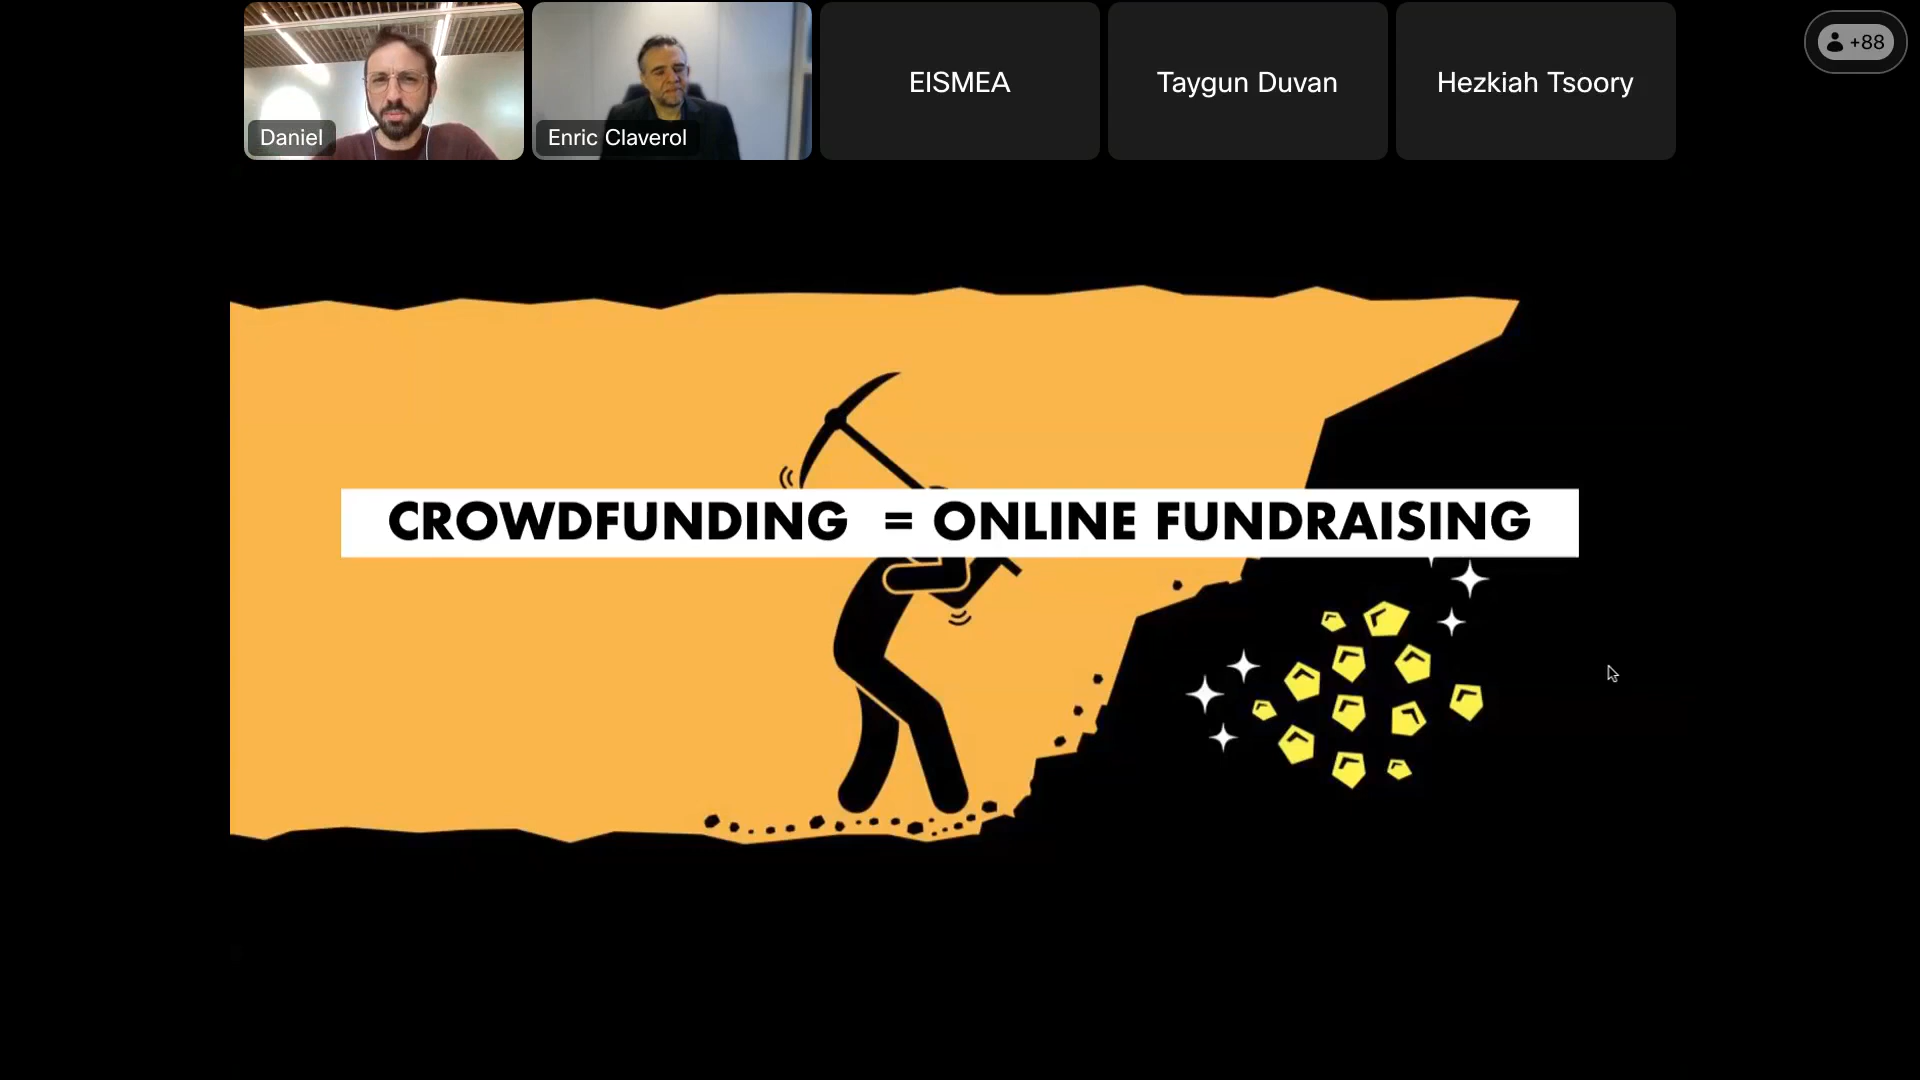 Daniel
Enric Claverol
EISMEA
Taygun Duvan
Hezkiah Tsoory
+88
CROWDFUNDING = ONLINE FUNDRAISING